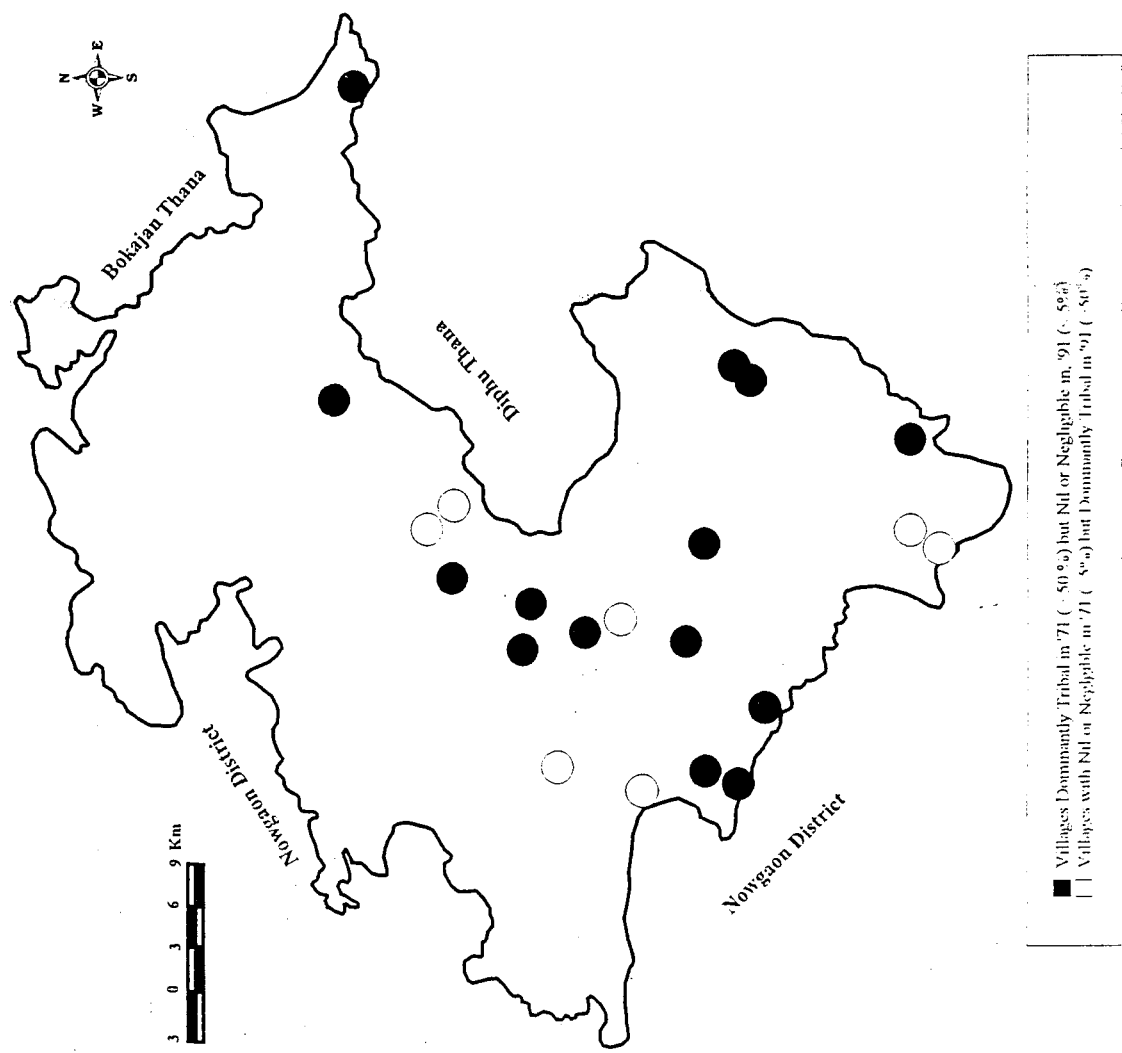 N
W E
S
Bokajan Thana
Diphu Thana
Nowgaon District
3 0 3 6 9 Km
Nowgaon District
Villages Dominantly Tribal in '71 ( 50 %) but Nil or Negligible in, '91 (< 5%)
Villages with Nil or Negligible in '71 ( 5%) but Dominantly Tribal in '91 ( 50%)